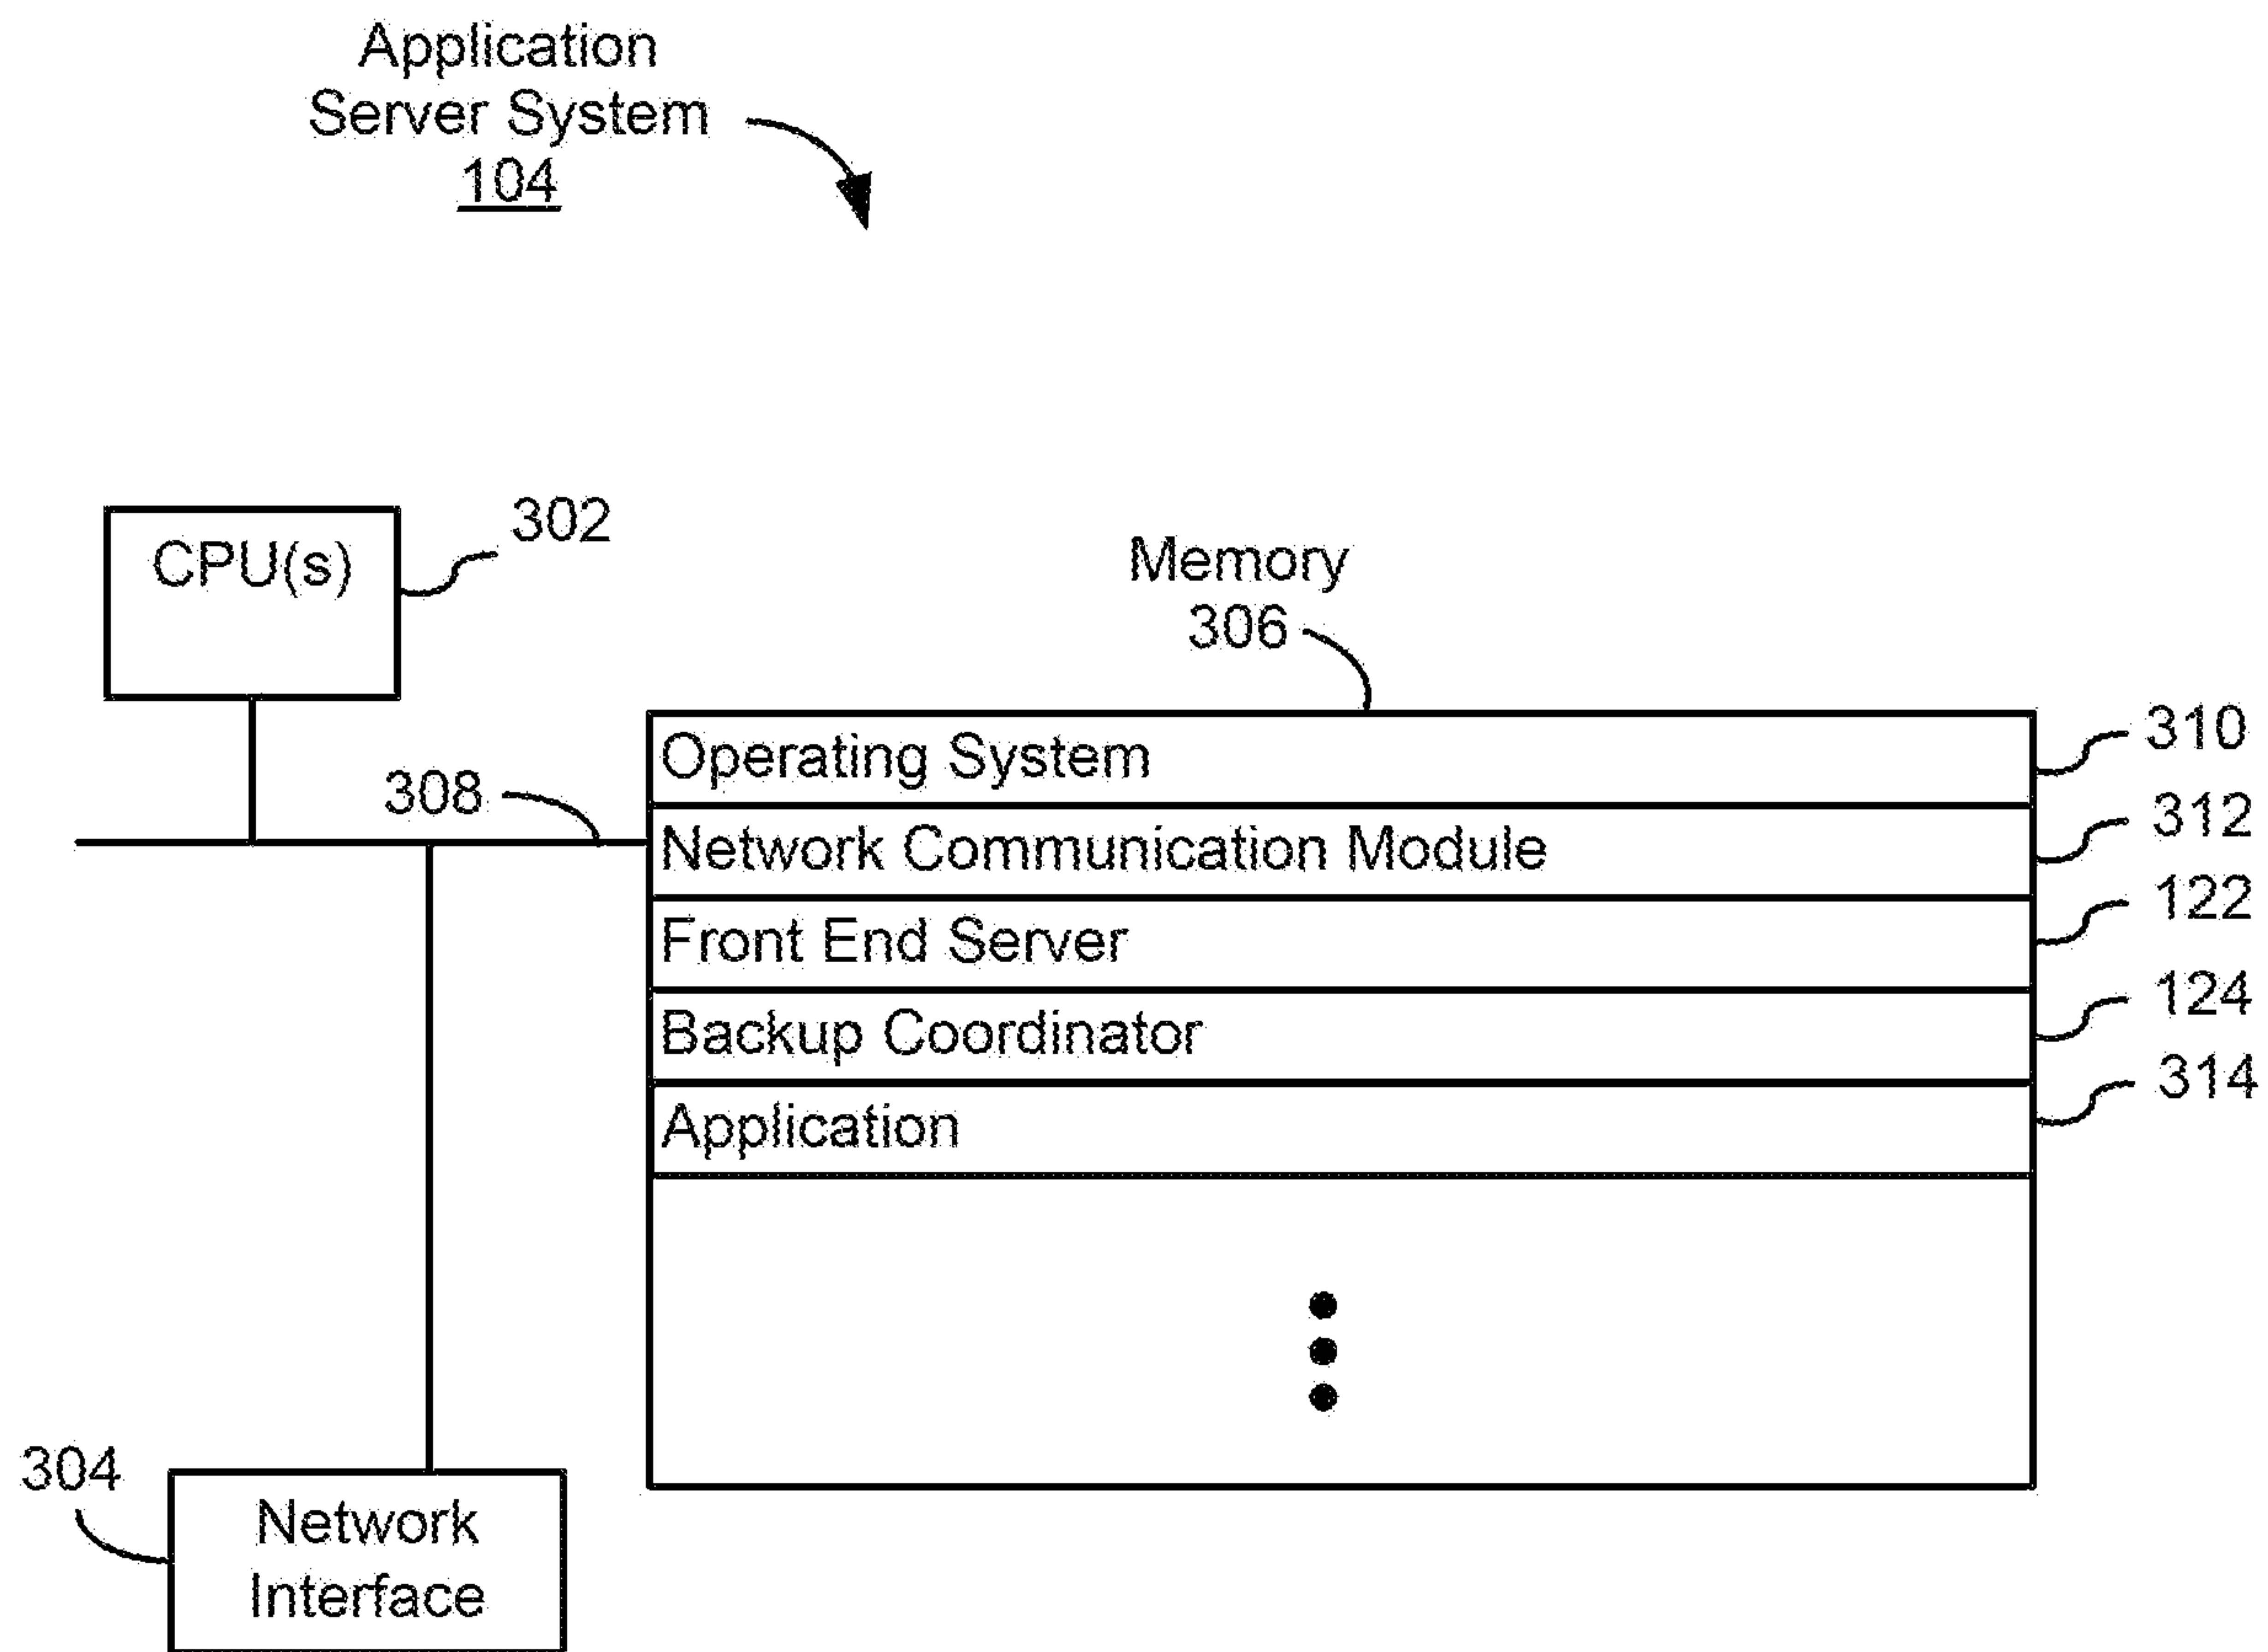 Application
Server System
104
CPU(s)
302
Memory
306
308
Operating System
310
Network Communication Module
312
Front End Server
122
Backup Coordinator
124
Application
314
304
Network
Interface